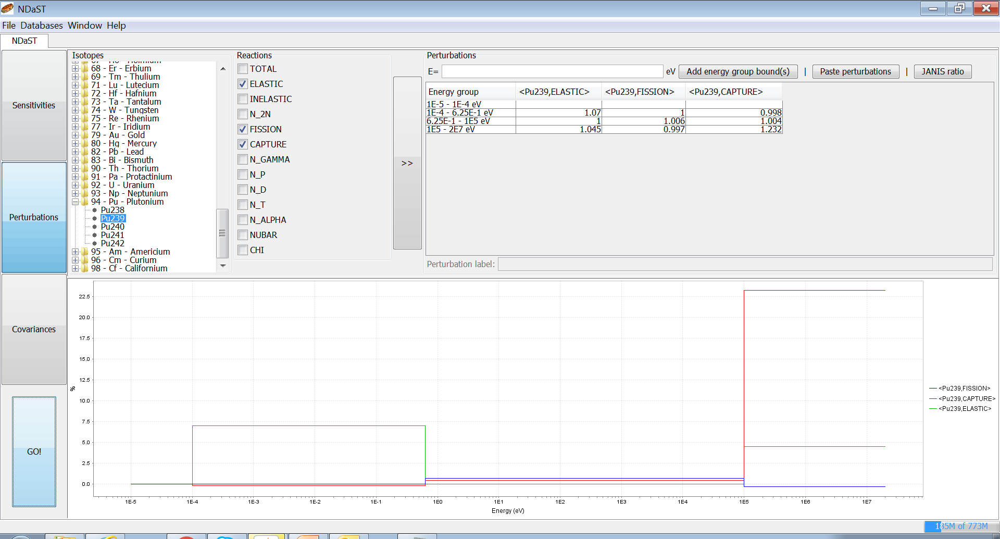 NDaST
File Databases Window Help
NDaST
Sensitivities
Perturbations
Covariances
GO!
Isotopes
68 - Er - Erbium
69 - Tm - Thulium
71 - Lu - Lutecium
72 - Hf - Hafnium
73 - Ta - Tantalum
74 - W - Tungsten
75 - Re - Rhenium
77 - Ir - Iridium
79 - Au - Gold
80 - Hg - Mercury
82 - Pb - Lead
83 - Bi - Bismuth
90 - Th - Thorium
91 - Pa - Protactinium
92 - U - Uranium
93 - Np - Neptunium
94 - Pu - Plutonium
Pu238
Pu239
Pu240
Pu241
Pu242
95 - Am - Americium
96 - Cm - Curium
98 - Cf - Californium
Reactions
TOTAL
ELASTIC
INELASTIC
N_2N
FISSION
CAPTURE
N_GAMMA
N_P
N_D
N_T
N_ALPHA
NUBAR
CHI
>>
Perturbations
E= eV Add energy group bound(s) | Paste perturbations | JANIS ratio
Energy group <Pu239,ELASTIC> <Pu239,FISSION> <Pu239,CAPTURE>
1E-5 - 1E-4 eV
1E-4 - 6.25E-1 eV 1.07 1 0.998
6.25E-1 - 1E5 eV 1 1.006 1.004
1E5 - 2E7 eV 1.045 0.997 1.232
Perturbation label:
22.5
20.0
17.5
15.0
12.5
10.0
7.5
5.0
2.5
0.0
%
1E-5 1E-4 1E-3 1E-2 1E-1 1E0 1E1 1E2 1E3 1E4 1E5 1E6 1E7
Energy (eV)
<Pu239,FISSION>
<Pu239,CAPTURE>
<Pu239,ELASTIC>
185M of 773M